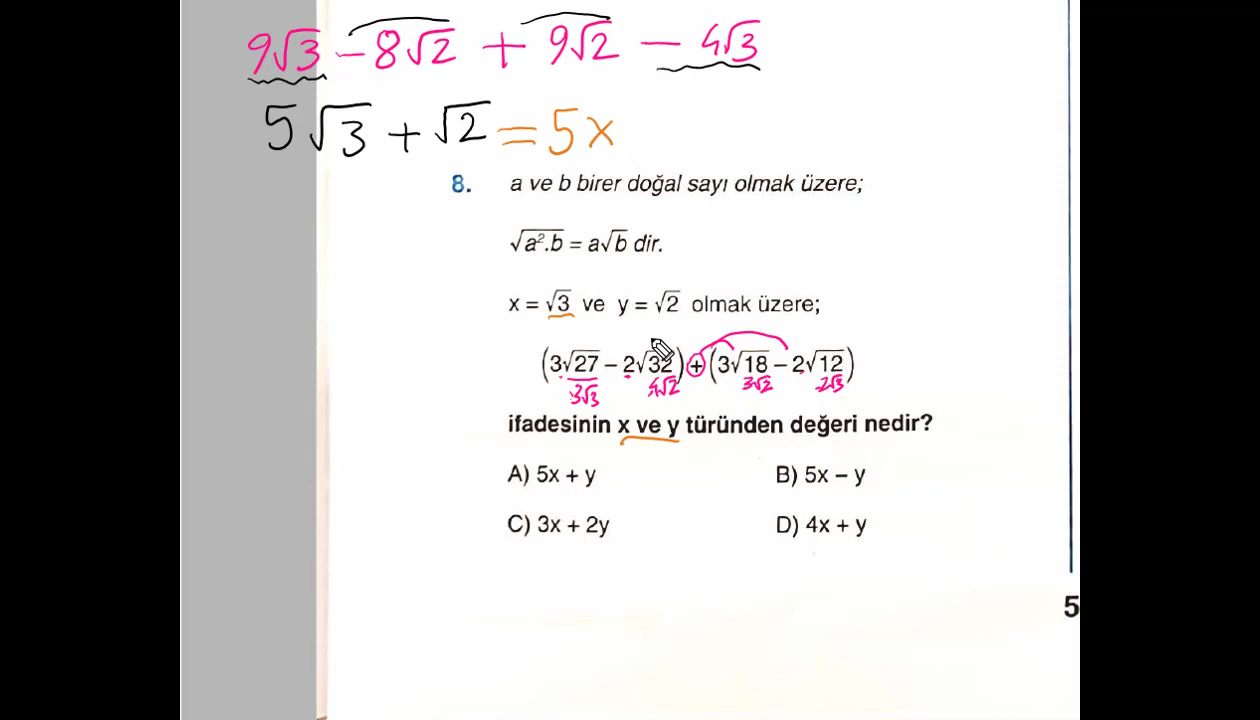 9√3 − 8√2 + 9√2 − 4√3
5√3 + √2 = 5x
8. a ve b birer doğal sayı olmak üzere;
√a².b = a√b dir.
x = √3 ve y = √2 olmak üzere;
(3√27 − 2√32) + (3√18 − 2√12)
3√3 4√2 3√2 2√3
ifadesinin x ve y türünden değeri nedir?
A) 5x + y B) 5x − y
C) 3x + 2y D) 4x + y
5